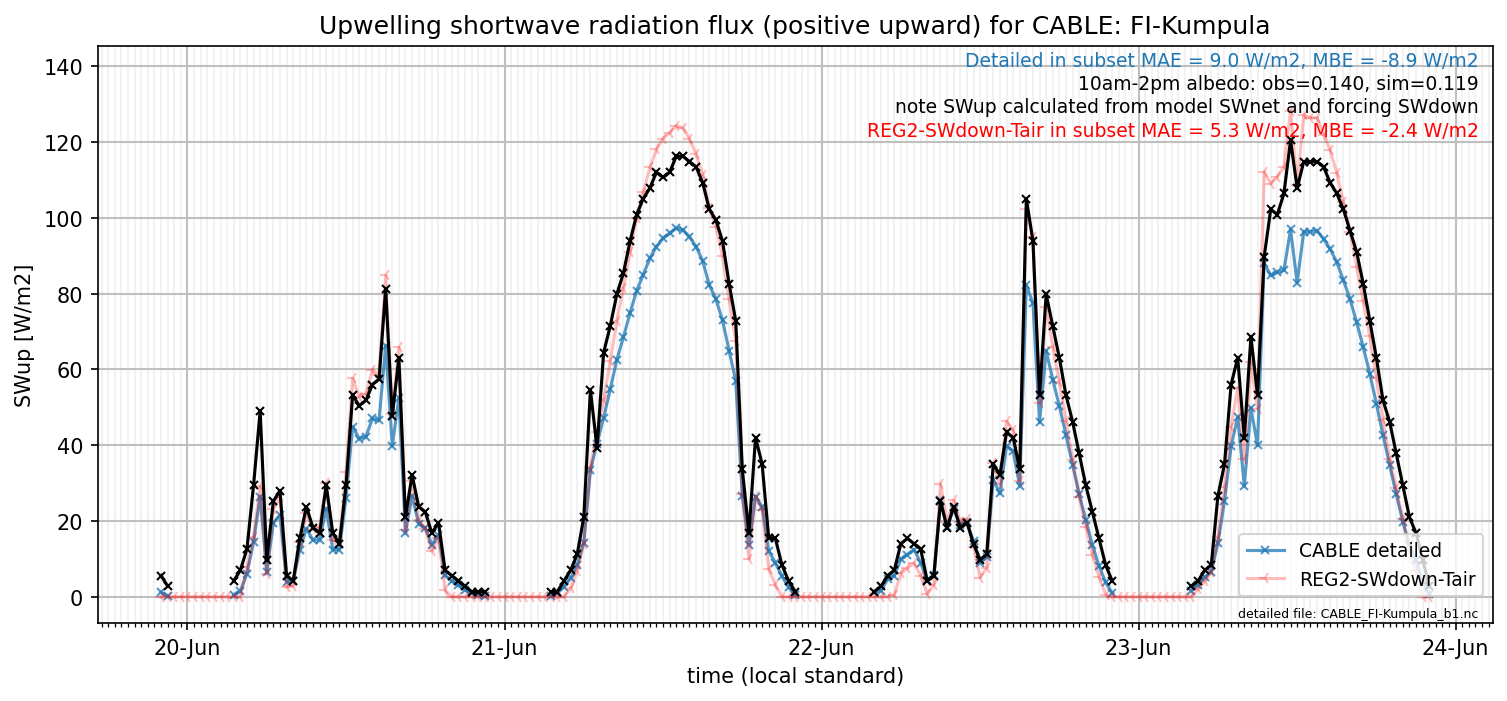 Upwelling shortwave radiation flux (positive upward) for CABLE: FI-Kumpula
Detailed in subset MAE = 9.0 W/m2, MBE = -8.9 W/m2
10am-2pm albedo: obs=0.140, sim=0.119
note SWup calculated from model SWnet and forcing SWdown
REG2-SWdown-Tair in subset MAE = 5.3 W/m2, MBE = -2.4 W/m2
SWup [W/m2]
140
120
100
80
60
40
20
0
CABLE detailed
REG2-SWdown-Tair
detailed file: CABLE_FI-Kumpula_b1.nc
20-Jun
21-Jun
22-Jun
23-Jun
24-Jun
time (local standard)